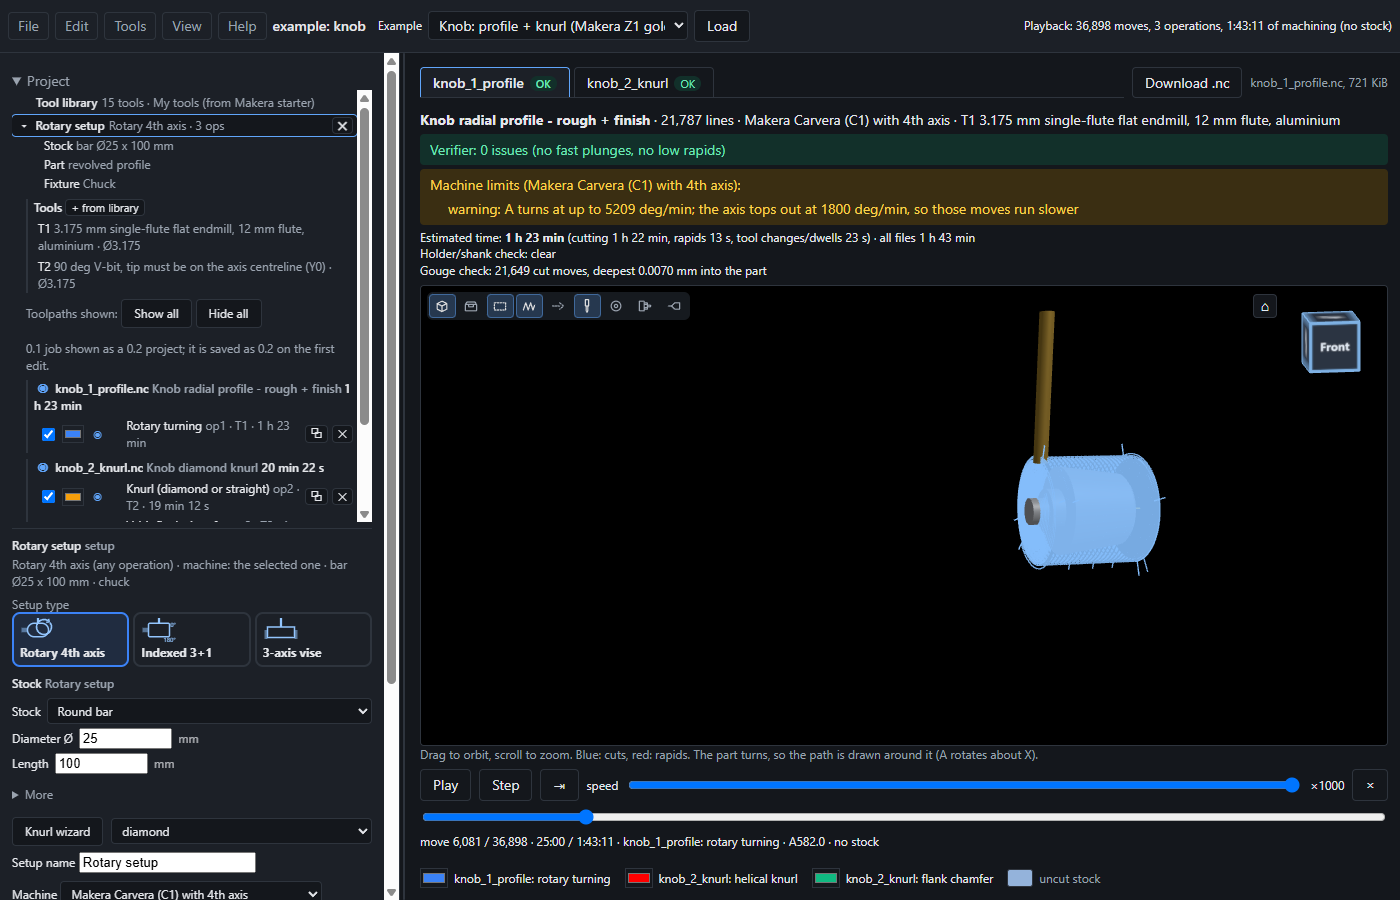 File Edit Tools View Help example: knob Example Knob: profile + knurl (Makera Z1 gol Load Playback: 36,898 moves, 3 operations, 1:43:11 of machining (no stock)
Project
Tool library 15 tools · My tools (from Makera starter)
Rotary setup Rotary 4th axis · 3 ops
Stock bar Ø25 x 100 mm
Part revolved profile
Fixture Chuck
Tools + from library
T1 3.175 mm single-flute flat endmill, 12 mm flute,
aluminium · Ø3.175
T2 90 deg V-bit, tip must be on the axis centreline (Y0) ·
Ø3.175
Toolpaths shown: Show all Hide all
0.1 job shown as a 0.2 project; it is saved as 0.2 on the first
edit.
knob_1_profile.nc Knob radial profile - rough + finish 1
h 23 min
Rotary turning op1 · T1 · 1 h 23
min
knob_2_knurl.nc Knob diamond knurl 20 min 22 s
Knurl (diamond or straight) op2 ·
T2 · 19 min 12 s
Rotary setup setup
Rotary 4th axis (any operation) · machine: the selected one · bar
Ø25 x 100 mm · chuck
Setup type
Rotary 4th axis Indexed 3+1 3-axis vise
Stock Rotary setup
Stock Round bar
Diameter Ø 25 mm
Length 100 mm
More
Knurl wizard diamond
Setup name Rotary setup
Machine Makera Carvera (C1) with 4th axis
knob_1_profile OK knob_2_knurl OK Download .nc knob_1_profile.nc, 721 KiB
Knob radial profile - rough + finish · 21,787 lines · Makera Carvera (C1) with 4th axis · T1 3.175 mm single-flute flat endmill, 12 mm flute, aluminium
Verifier: 0 issues (no fast plunges, no low rapids)
Machine limits (Makera Carvera (C1) with 4th axis):
warning: A turns at up to 5209 deg/min; the axis tops out at 1800 deg/min, so those moves run slower
Estimated time: 1 h 23 min (cutting 1 h 22 min, rapids 13 s, tool changes/dwells 23 s) · all files 1 h 43 min
Holder/shank check: clear
Gouge check: 21,649 cut moves, deepest 0.0070 mm into the part
Front
Drag to orbit, scroll to zoom. Blue: cuts, red: rapids. The part turns, so the path is drawn around it (A rotates about X).
Play Step speed ×1000
move 6,081 / 36,898 · 25:00 / 1:43:11 · knob_1_profile: rotary turning · A582.0 · no stock
knob_1_profile: rotary turning knob_2_knurl: helical knurl knob_2_knurl: flank chamfer uncut stock